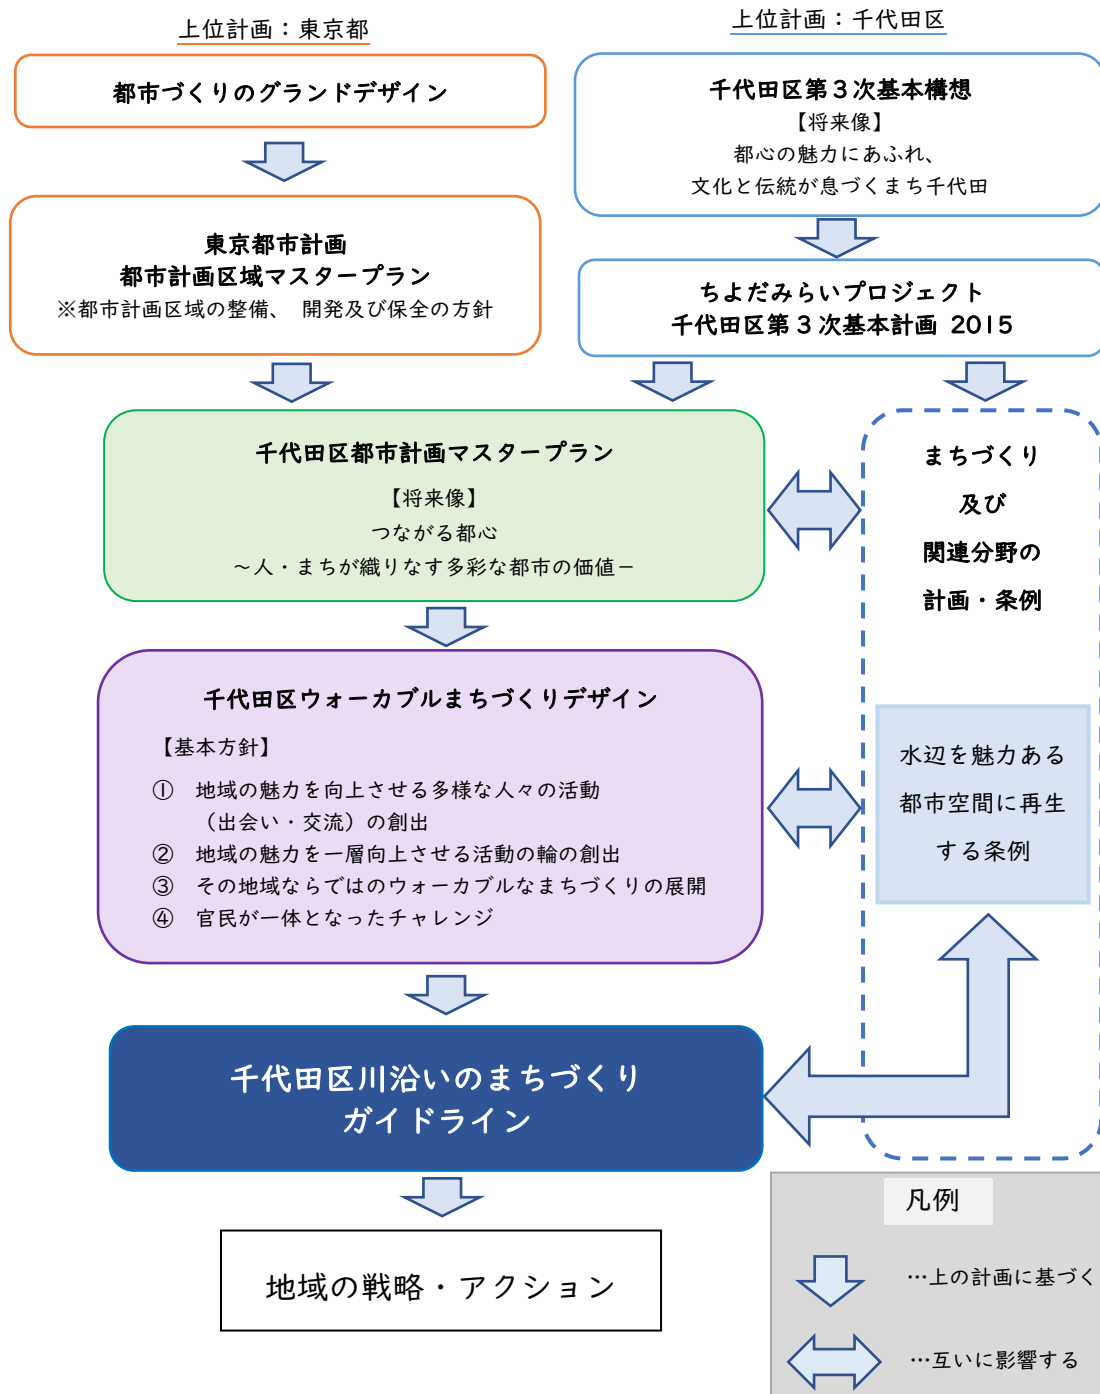 上位計画：東京都
都市づくりのグランドデザイン
東京都市計画
都市計画区域マスタープラン
※都市計画区域の整備、　開発及び保全の方針
上位計画：千代田区
千代田区第３次基本構想
【将来像】
都心の魅力にあふれ、
文化と伝統が息づくまち千代田
ちよだみらいプロジェクト
千代田区第３次基本計画 2015
千代田区都市計画マスタープラン
【将来像】
つながる都心
～人・まちが織りなす多彩な都市の価値－
まちづくり
及び
関連分野の
計画・条例
千代田区ウォーカブルまちづくりデザイン
【基本方針】
①　地域の魅力を向上させる多様な人々の活動
（出会い・交流）の創出
②　地域の魅力を一層向上させる活動の輪の創出
③　その地域ならではのウォーカブルなまちづくりの展開
④　官民が一体となったチャレンジ
水辺を魅力ある
都市空間に再生
する条例
千代田区川沿いのまちづくり
ガイドライン
地域の戦略・アクション
凡例
…上の計画に基づく
…互いに影響する